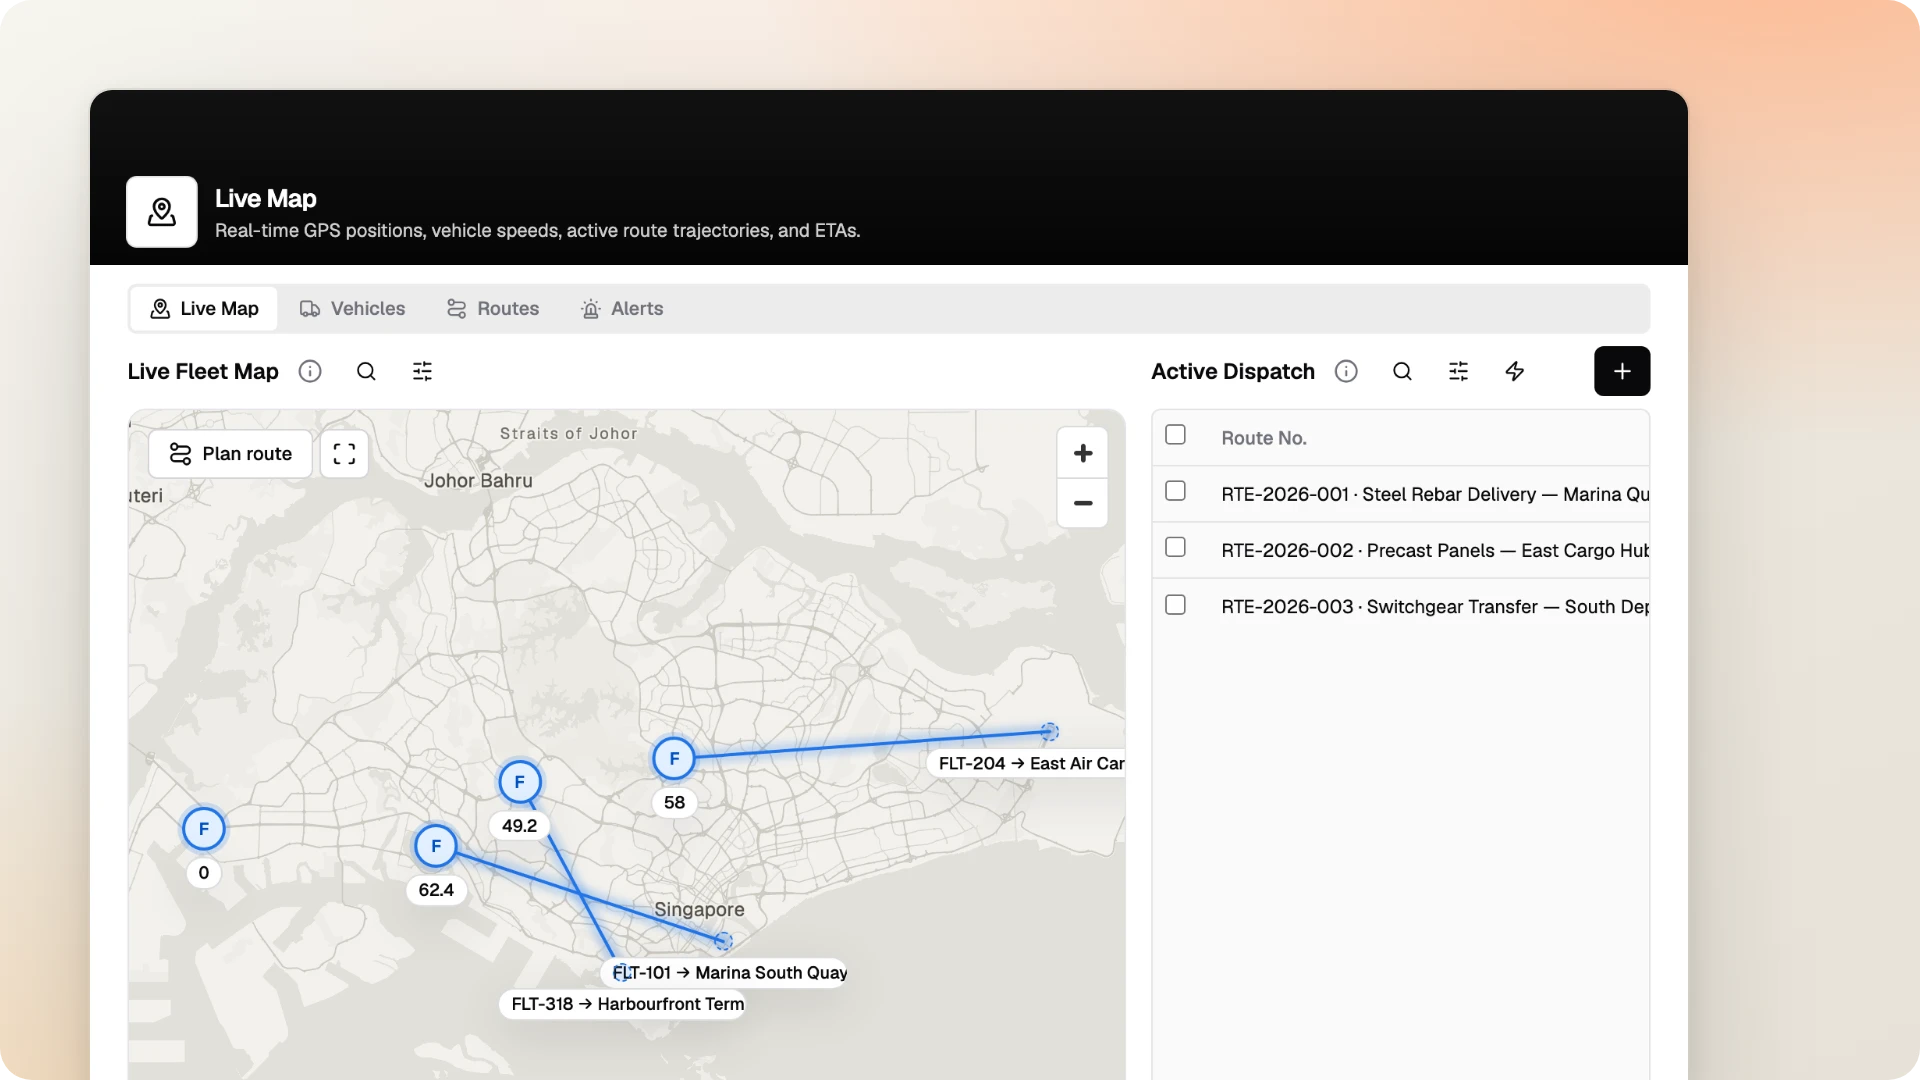 Live Map
Real-time GPS positions, vehicle speeds, active route trajectories, and ETAs.
Live Map
Vehicles
Routes
Alerts
Live Fleet Map
Plan route
Straits of Johor
Johor Bahru
uteri
F
58
FLT-204 → East Air Car
F
49.2
F
0
F
62.4
Singapore
FLT-101 → Marina South Quay
FLT-318 → Harbourfront Term
Active Dispatch
Route No.
RTE-2026-001 · Steel Rebar Delivery — Marina Qu
RTE-2026-002 · Precast Panels — East Cargo Hub
RTE-2026-003 · Switchgear Transfer — South Dep